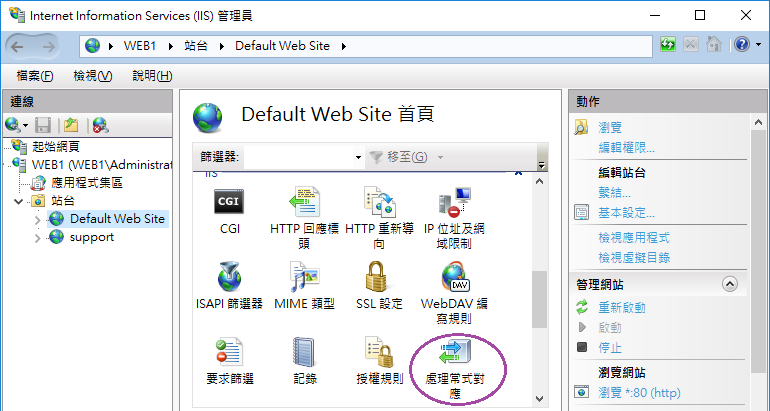 Internet Information Services (IIS) 管理員
WEB1 ▸ 站台 ▸ Default Web Site ▸
檔案(F) 檢視(V) 說明(H)
連線
起始網頁
WEB1 (WEB1\Administrat
應用程式集區
站台
Default Web Site
support
Default Web Site 首頁
篩選器: 移至(G)
IIS
CGI
HTTP 回應標
頭
HTTP 重新導
向
IP 位址及網
域限制
ISAPI 篩選器
MIME 類型
SSL 設定
WebDAV 編
寫規則
要求篩選
記錄
授權規則
處理常式對
應
動作
瀏覽
編輯權限...
編輯站台
繫結...
基本設定...
檢視應用程式
檢視虛擬目錄
管理網站
重新啟動
啟動
停止
瀏覽網站
瀏覽 *:80 (http)